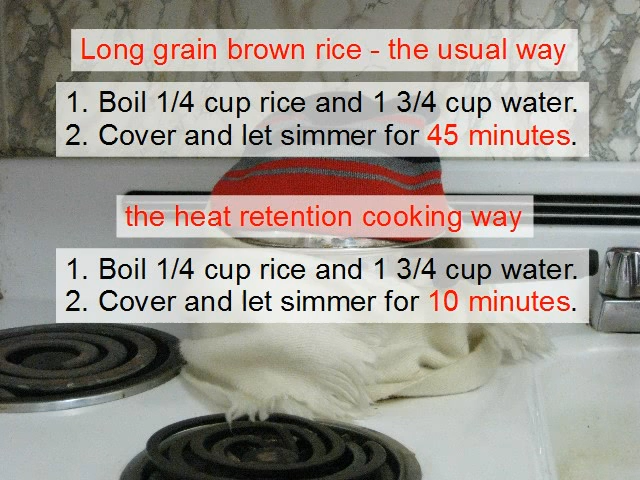 Long grain brown rice - the usual way
1. Boil 1/4 cup rice and 1 3/4 cup water.
2. Cover and let simmer for 45 minutes.
the heat retention cooking way
1. Boil 1/4 cup rice and 1 3/4 cup water.
2. Cover and let simmer for 10 minutes.